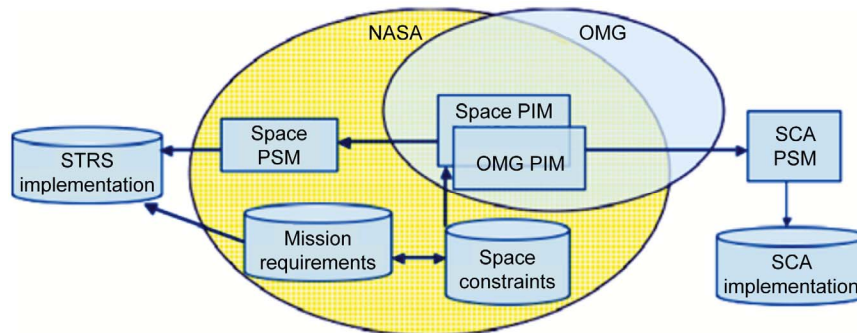 NASA
OMG
Space PIM
OMG PIM
Space
PSM
SCA
PSM
STRS
implementation
Mission
requirements
Space
constraints
SCA
implementation